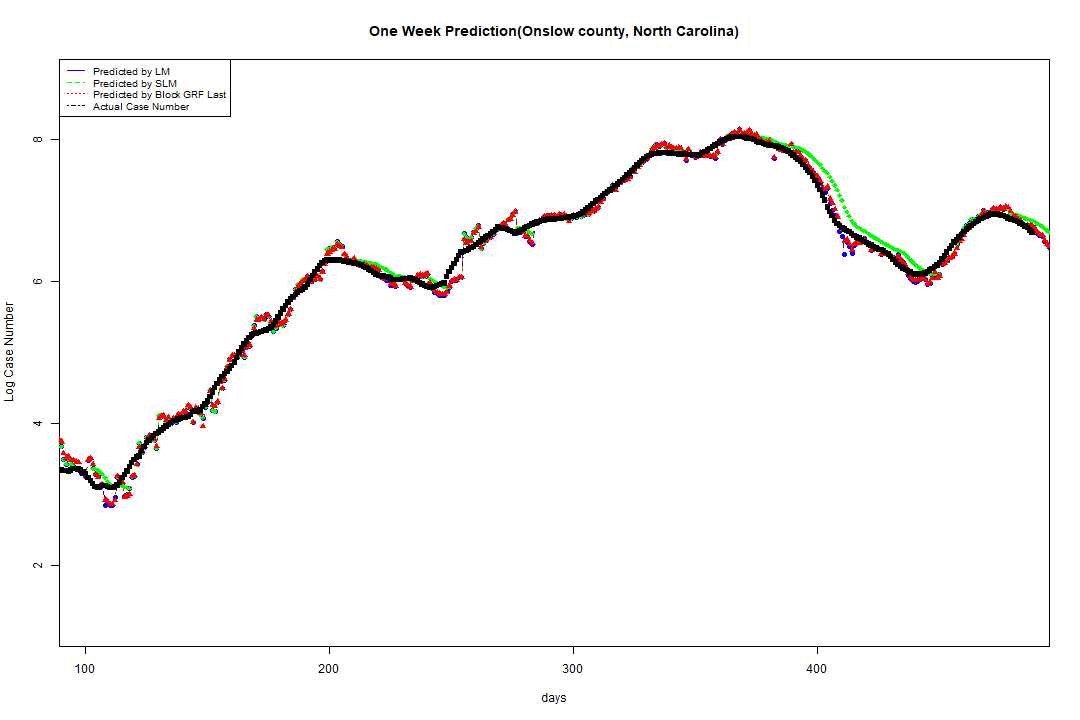 One Week Prediction(Onslow county, North Carolina)
Predicted by LM
Predicted by SLM
Predicted by Block GRF Last
Actual Case Number
8
6
4
2
Log Case Number
100
200
300
400
days